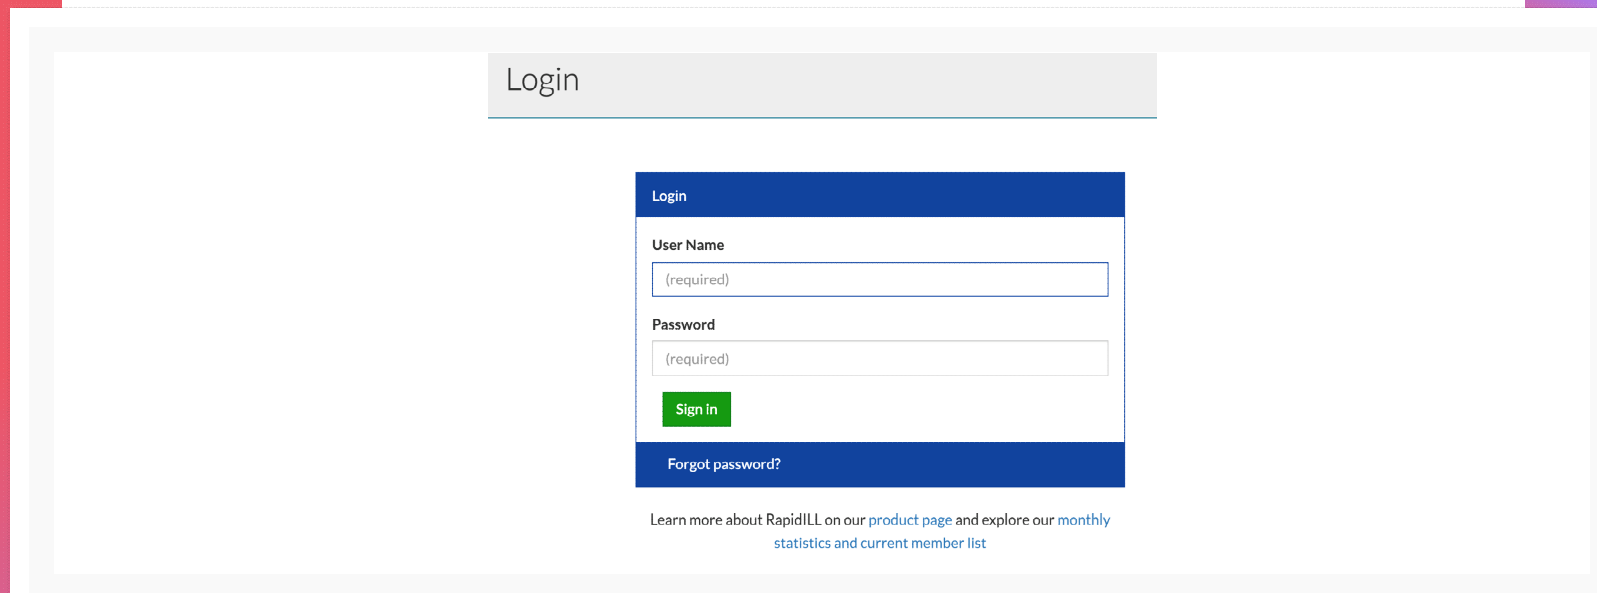 Login
Login
User Name
(required)
Password
(required)
Sign in
Forgot password?
Learn more about RapidILL on our product page and explore our monthly
statistics and current member list